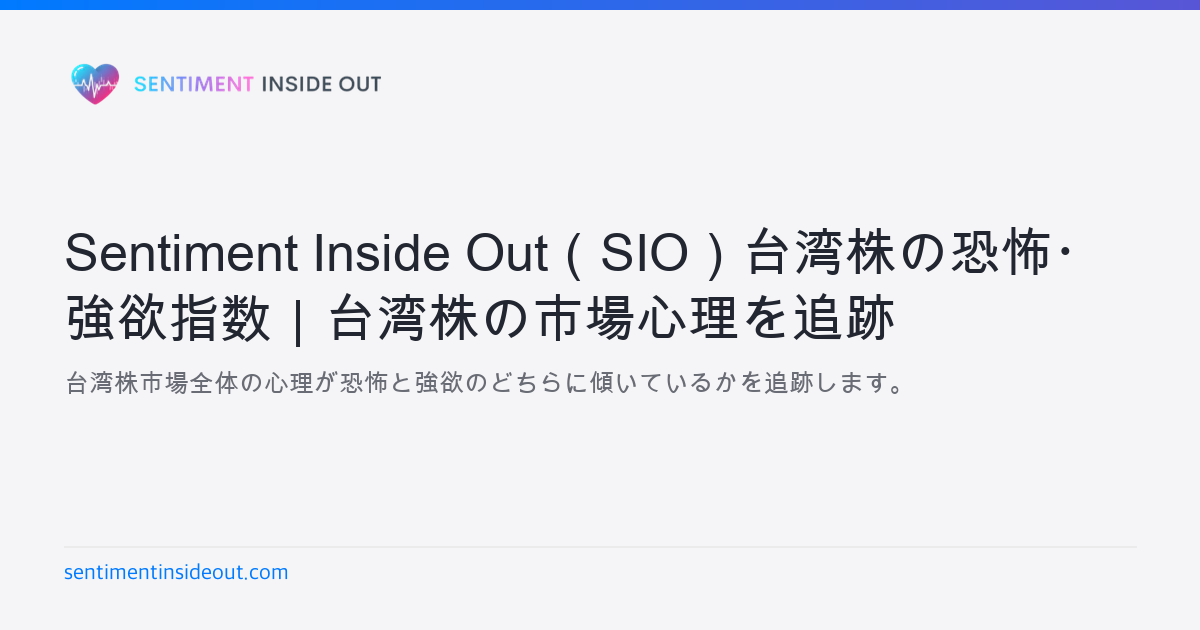 SENTIMENT INSIDE OUT
Sentiment Inside Out（SIO）台湾株の恐怖·
強欲指数 | 台湾株の市場心理を追跡
台湾株市場全体の心理が恐怖と強欲のどちらに傾いているかを追跡します。
sentimentinsideout.com